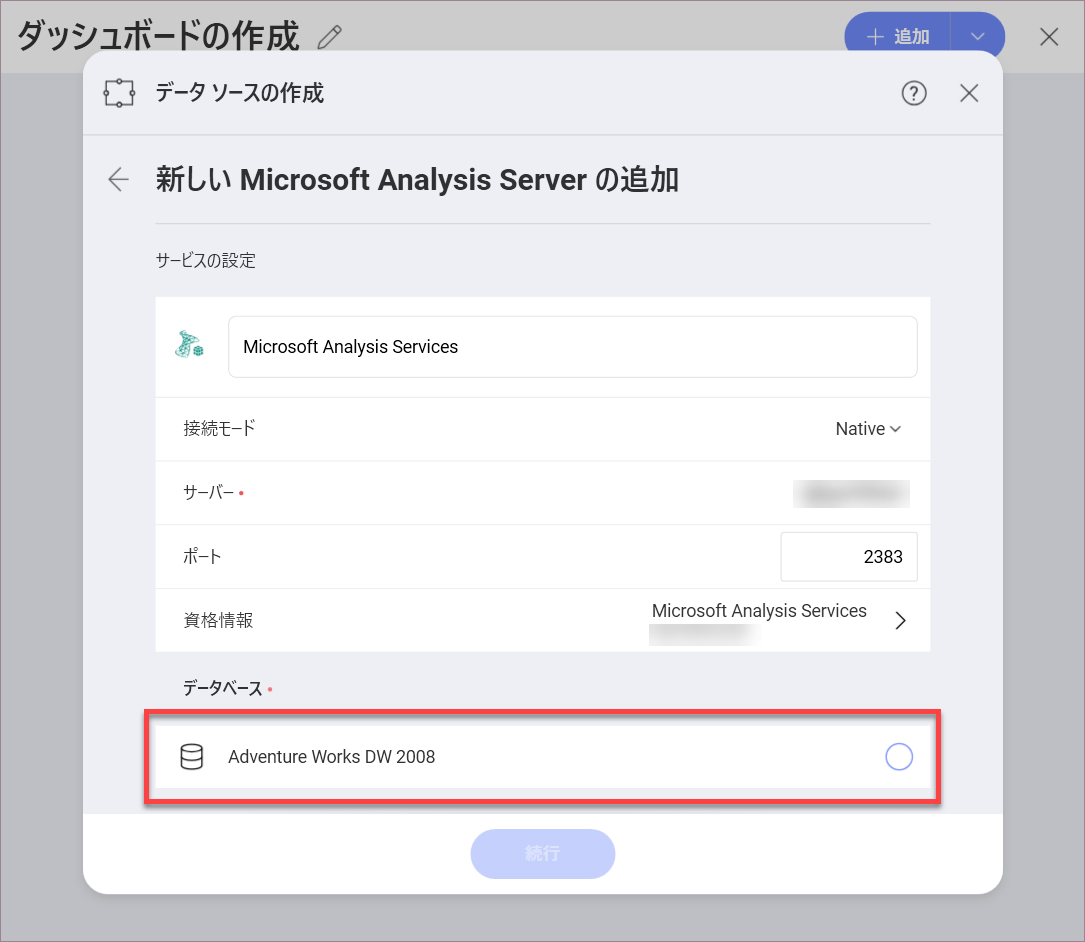 ダッシュボードの作成
追加
データ ソースの作成
新しい Microsoft Analysis Server の追加
サービスの設定
Microsoft Analysis Services
接続モード
Native
サーバー
ポート
2383
資格情報
Microsoft Analysis Services
データベース
Adventure Works DW 2008
続行